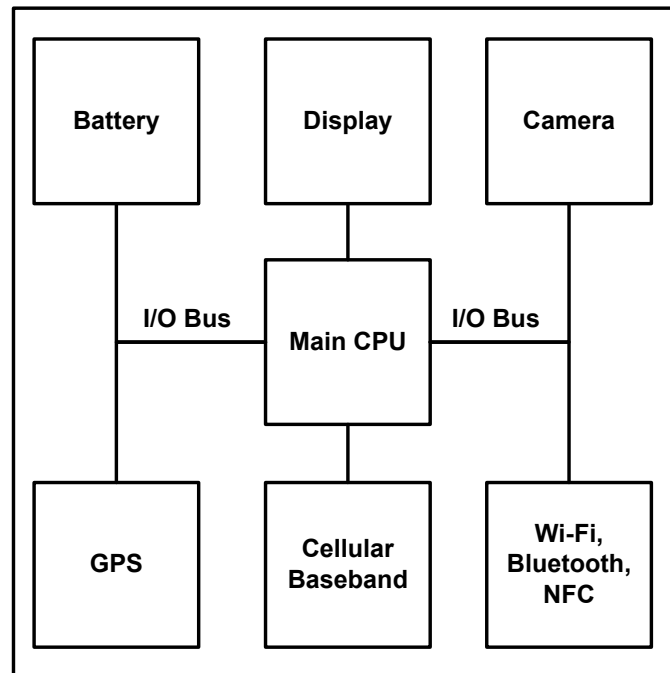 Battery
Display
Camera
I/O Bus
Main CPU
I/O Bus
GPS
Cellular
Baseband
Wi-Fi,
Bluetooth,
NFC